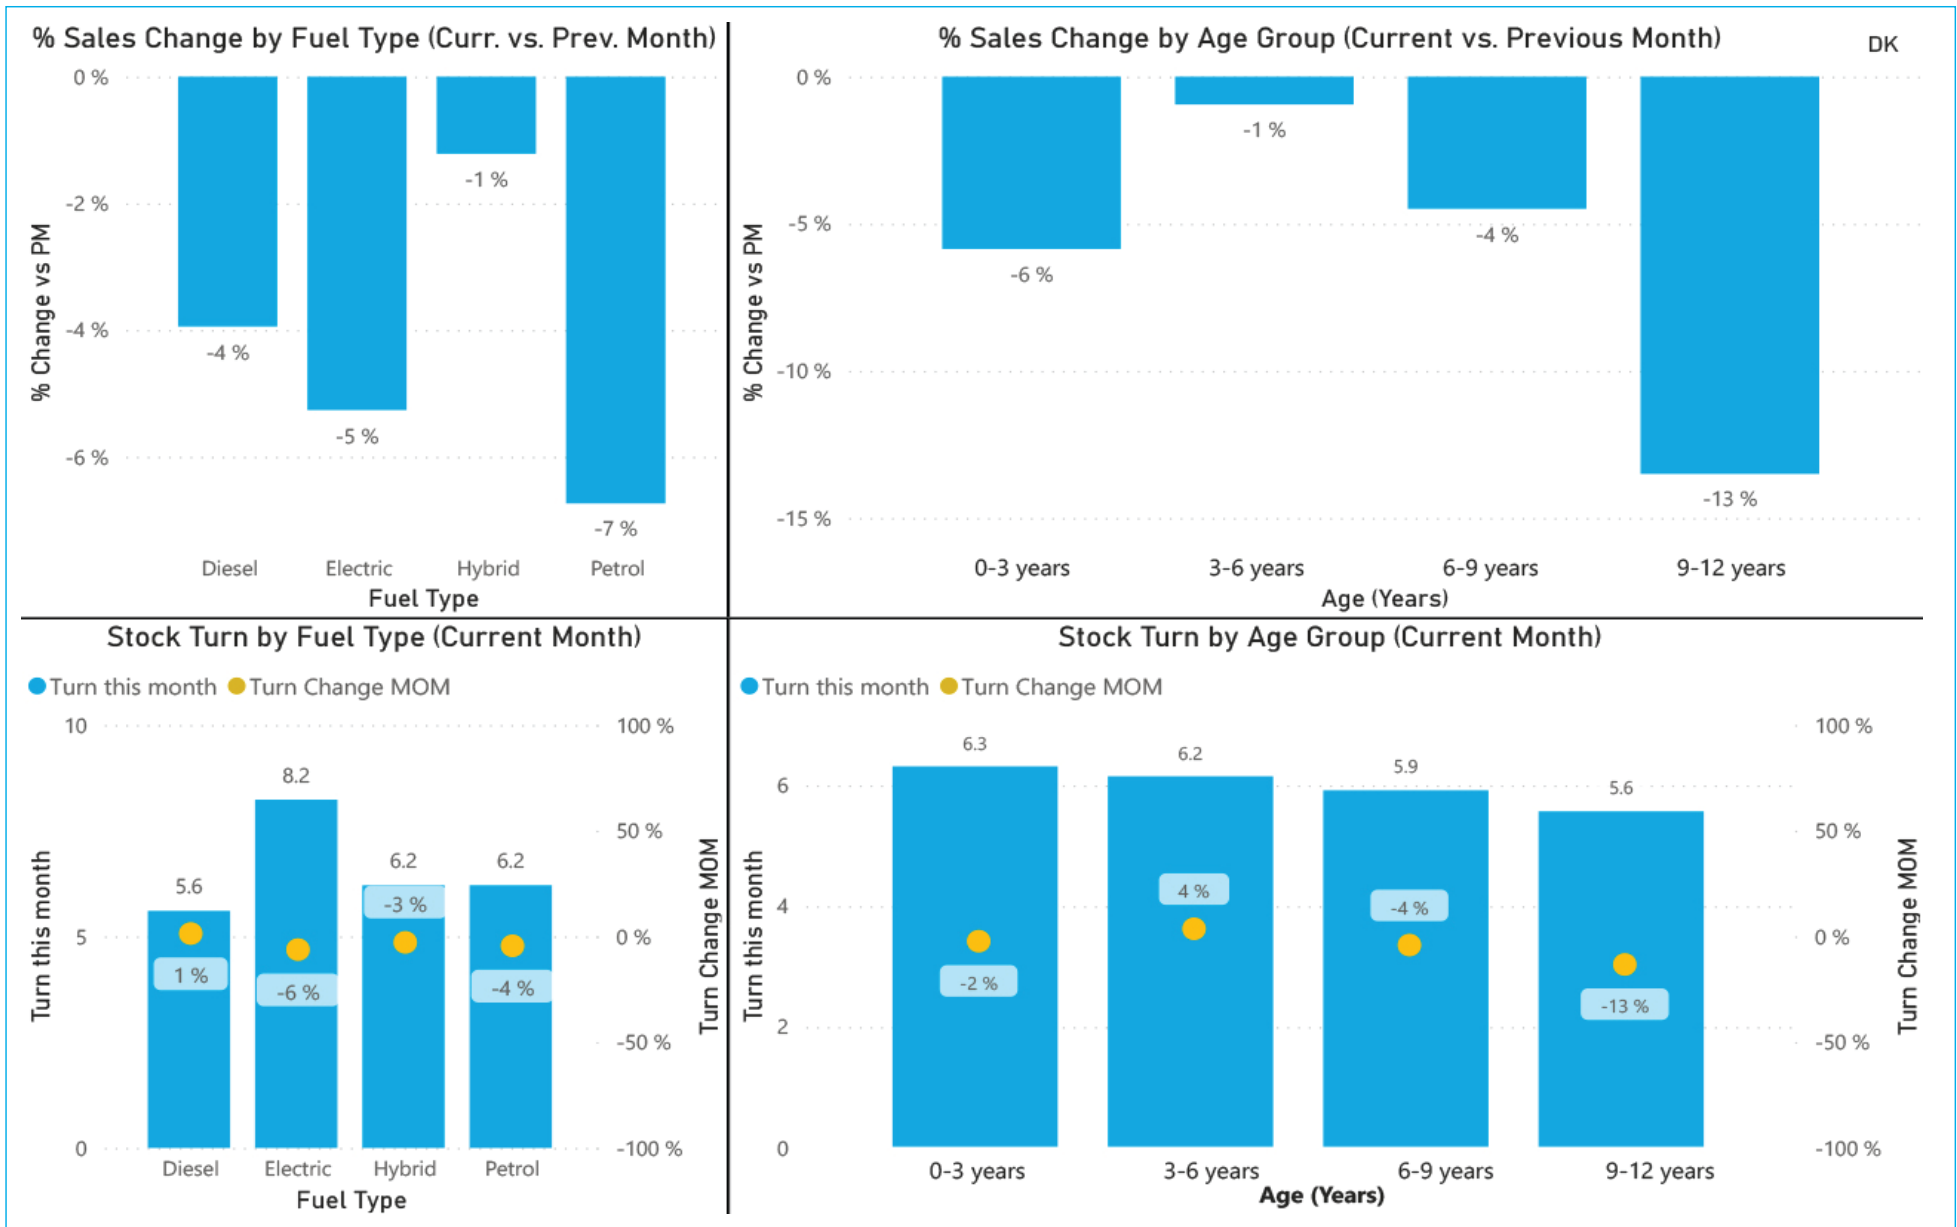 % Sales Change by Fuel Type (Curr. vs. Prev. Month)
0 %
-2 %
-4 %
-6 %
% Change vs PM
-4 %
-5 %
-1 %
-7 %
Diesel Electric Hybrid Petrol
Fuel Type
% Sales Change by Age Group (Current vs. Previous Month)
DK
0 %
-5 %
-10 %
-15 %
% Change vs PM
-6 %
-1 %
-4 %
-13 %
0-3 years 3-6 years 6-9 years 9-12 years
Age (Years)
Stock Turn by Fuel Type (Current Month)
Turn this month Turn Change MOM
10
5
0
Turn this month
5.6
8.2
6.2
6.2
1 %
-6 %
-3 %
-4 %
100 %
50 %
0 %
-50 %
-100 %
Turn Change MOM
Diesel Electric Hybrid Petrol
Fuel Type
Stock Turn by Age Group (Current Month)
Turn this month Turn Change MOM
6
4
2
0
Turn this month
6.3
6.2
5.9
5.6
-2 %
4 %
-4 %
-13 %
100 %
50 %
0 %
-50 %
-100 %
Turn Change MOM
0-3 years 3-6 years 6-9 years 9-12 years
Age (Years)